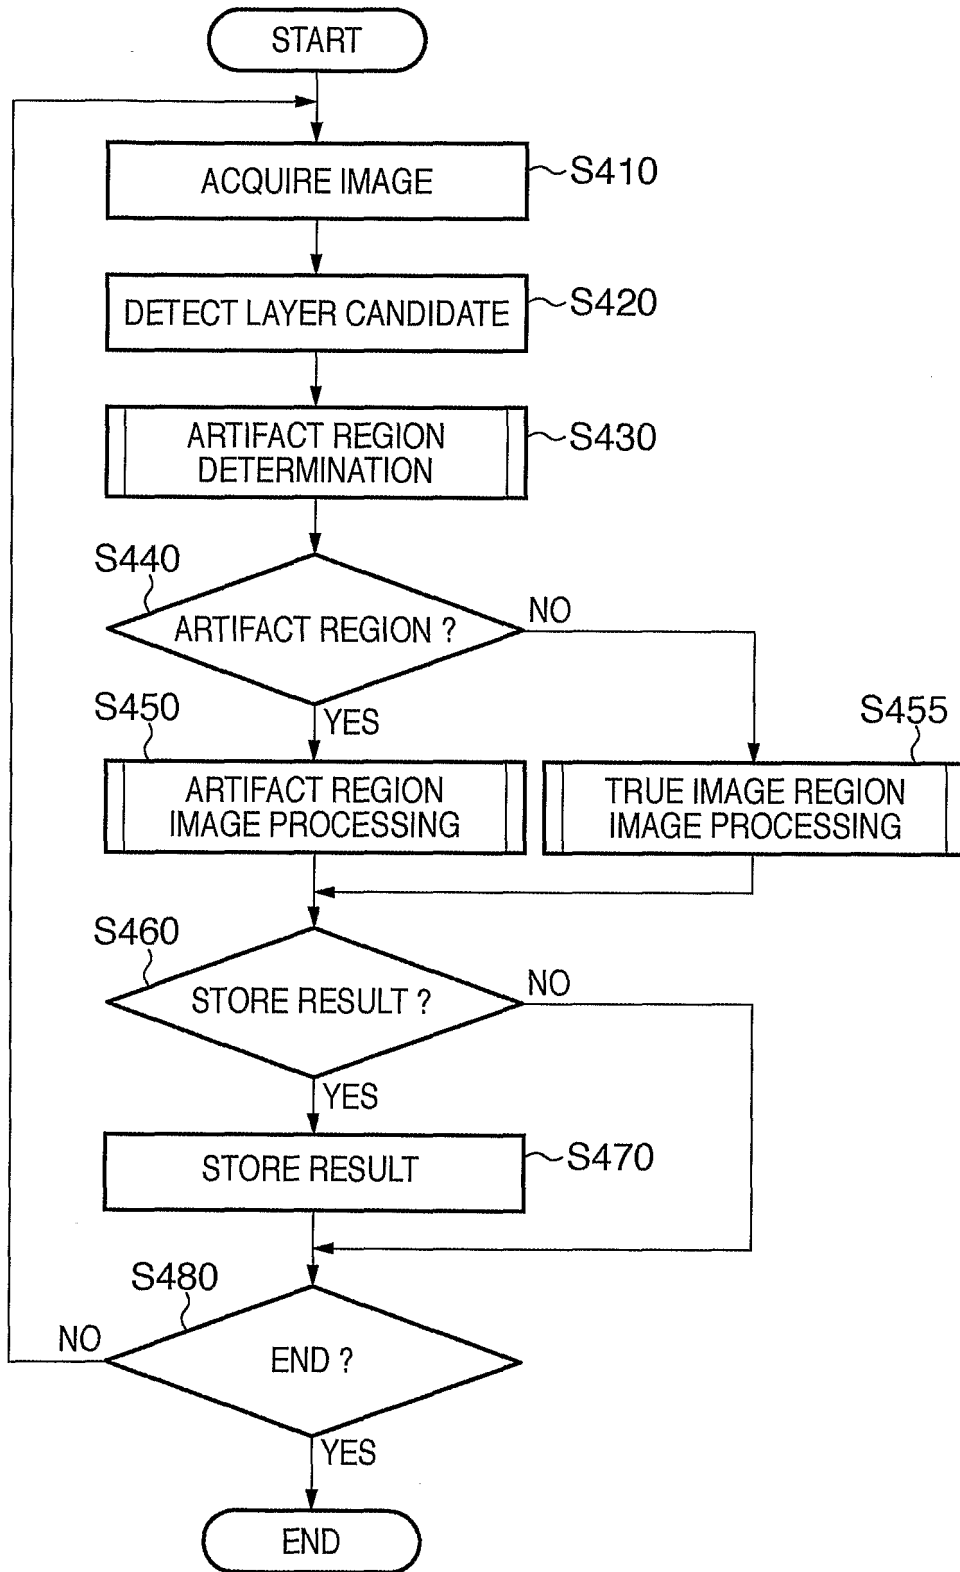 START
ACQUIRE IMAGE
S410
DETECT LAYER CANDIDATE
S420
ARTIFACT REGION
DETERMINATION
S430
S440
ARTIFACT REGION ?
NO
YES
S450
ARTIFACT REGION
IMAGE PROCESSING
S455
TRUE IMAGE REGION
IMAGE PROCESSING
S460
STORE RESULT ?
NO
YES
STORE RESULT
S470
S480
NO
END ?
YES
END